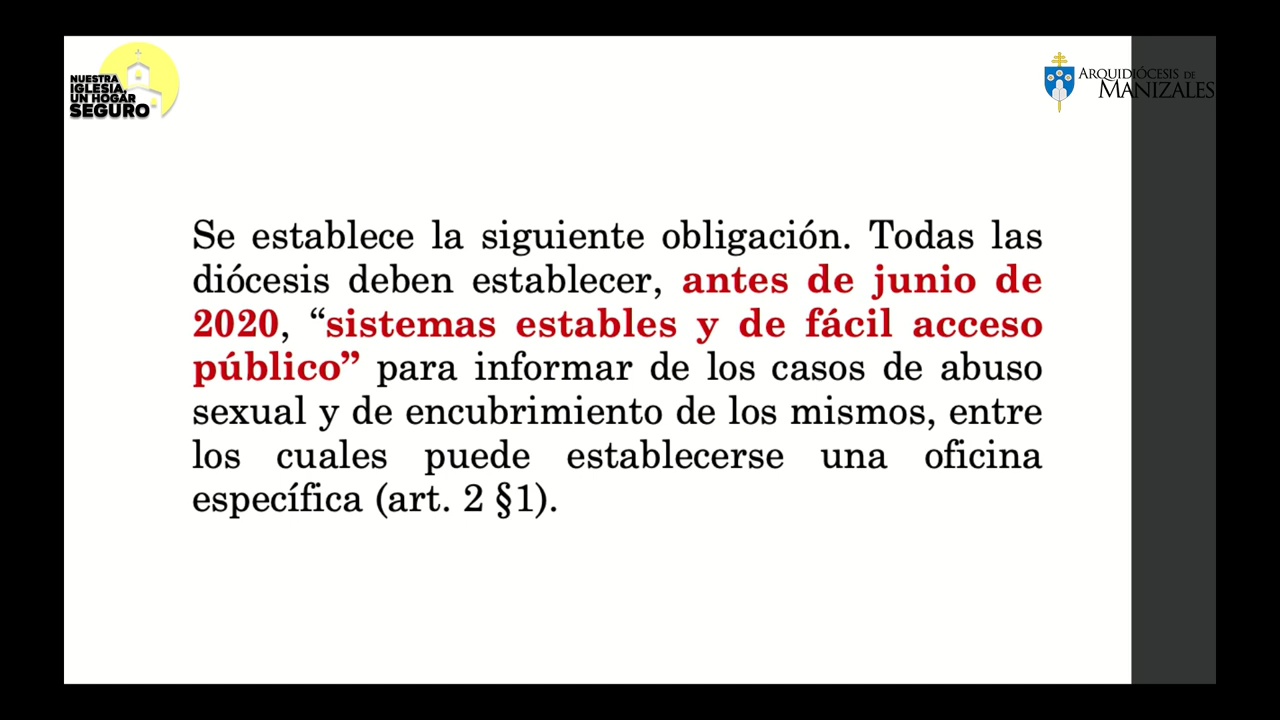 NUESTRA
IGLESIA,
UN HOGAR
SEGURO
ARQUIDIÓCESIS DE
MANIZALES
Se establece la siguiente obligación. Todas las
diócesis deben establecer, antes de junio de
2020, “sistemas estables y de fácil acceso
público” para informar de los casos de abuso
sexual y de encubrimiento de los mismos, entre
los cuales puede establecerse una oficina
específica (art. 2 §1).